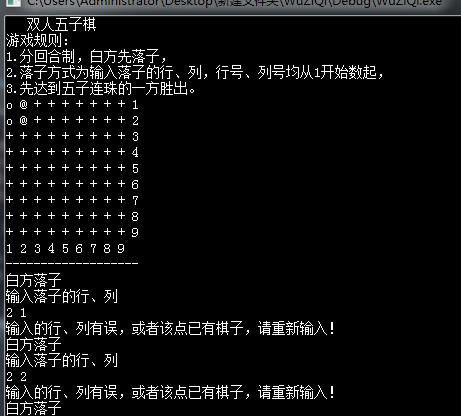 C:\Users\Administrator\Desktop\新建文件夹\WuZiQi\Debug\WuZiQi.exe
双人五子棋
游戏规则：
1.分回合制，白方先落子，
2.落子方式为输入落子的行、列，行号、列号均从1开始数起，
3.先达到五子连珠的一方胜出。
o @ + + + + + + + 1
o @ + + + + + + + 2
+ + + + + + + + + 3
+ + + + + + + + + 4
+ + + + + + + + + 5
+ + + + + + + + + 6
+ + + + + + + + + 7
+ + + + + + + + + 8
+ + + + + + + + + 9
1 2 3 4 5 6 7 8 9
-------------------
白方落子
输入落子的行、列
2 1
输入的行、列有误，或者该点已有棋子，请重新输入！
白方落子
输入落子的行、列
2 2
输入的行、列有误，或者该点已有棋子，请重新输入！
白方落子